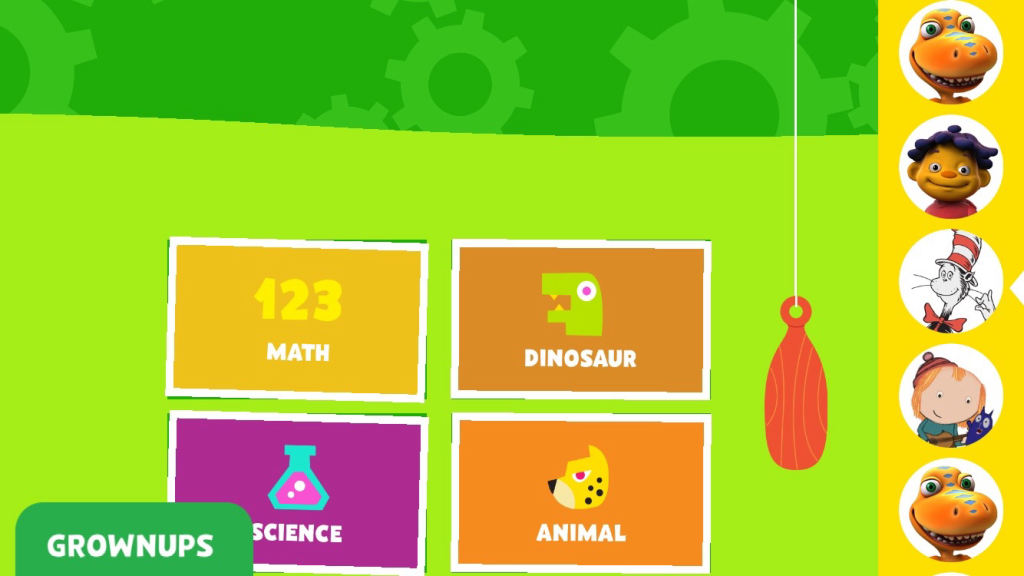 123
MATH
DINOSAUR
SCIENCE
ANIMAL
GROWNUPS